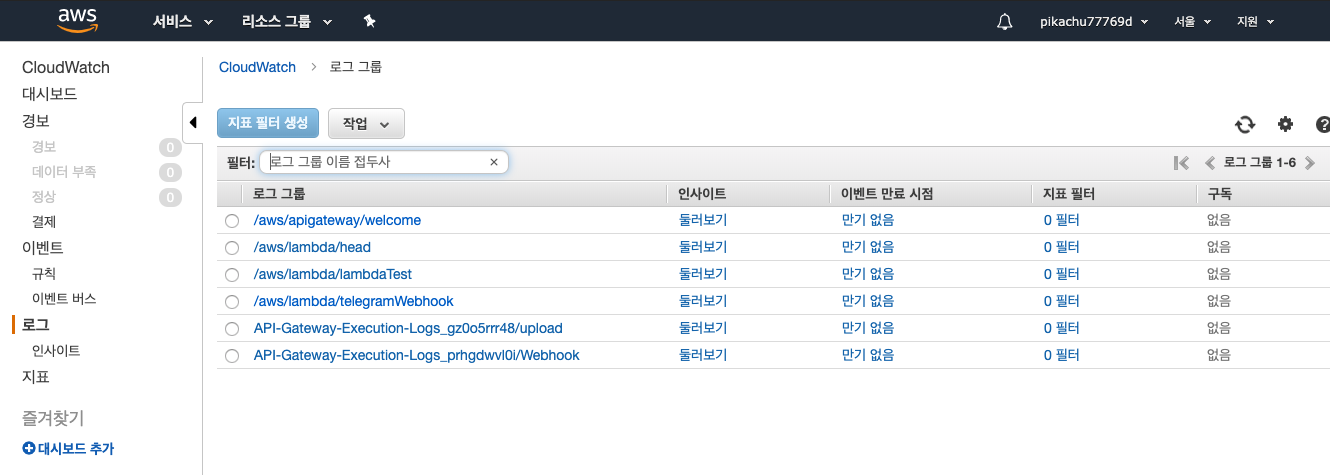 aws 서비스 리소스 그룹 pikachu77769d 서울 지원
CloudWatch
대시보드
경보
경보 0
데이터 부족 0
정상 0
결제
이벤트
규칙
이벤트 버스
로그
인사이트
지표
즐겨찾기
대시보드 추가
CloudWatch > 로그 그룹
지표 필터 생성 작업
필터: 로그 그룹 이름 접두사 × 로그 그룹 1-6
로그 그룹 인사이트 이벤트 만료 시점 지표 필터 구독
/aws/apigateway/welcome 둘러보기 만기 없음 0 필터 없음
/aws/lambda/head 둘러보기 만기 없음 0 필터 없음
/aws/lambda/lambdaTest 둘러보기 만기 없음 0 필터 없음
/aws/lambda/telegramWebhook 둘러보기 만기 없음 0 필터 없음
API-Gateway-Execution-Logs_gz0o5rrr48/upload 둘러보기 만기 없음 0 필터 없음
API-Gateway-Execution-Logs_prhgdwvl0i/Webhook 둘러보기 만기 없음 0 필터 없음